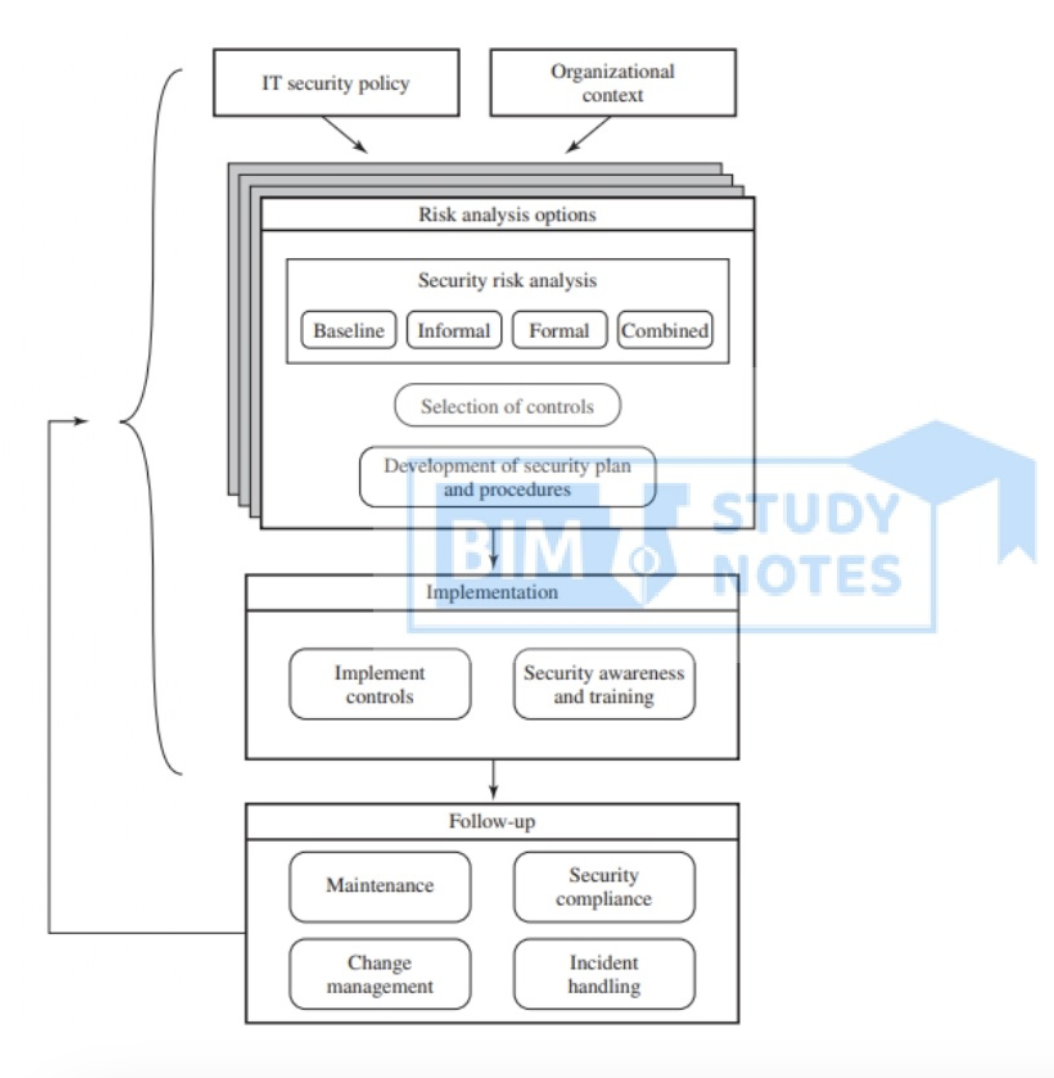 IT security policy
Organizational
context
Risk analysis options
Security risk analysis
Baseline
Informal
Formal
Combined
Selection of controls
Development of security plan
and procedures
BIM
STUDY
NOTES
Implementation
Implement
controls
Security awareness
and training
Follow-up
Maintenance
Security
compliance
Change
management
Incident
handling